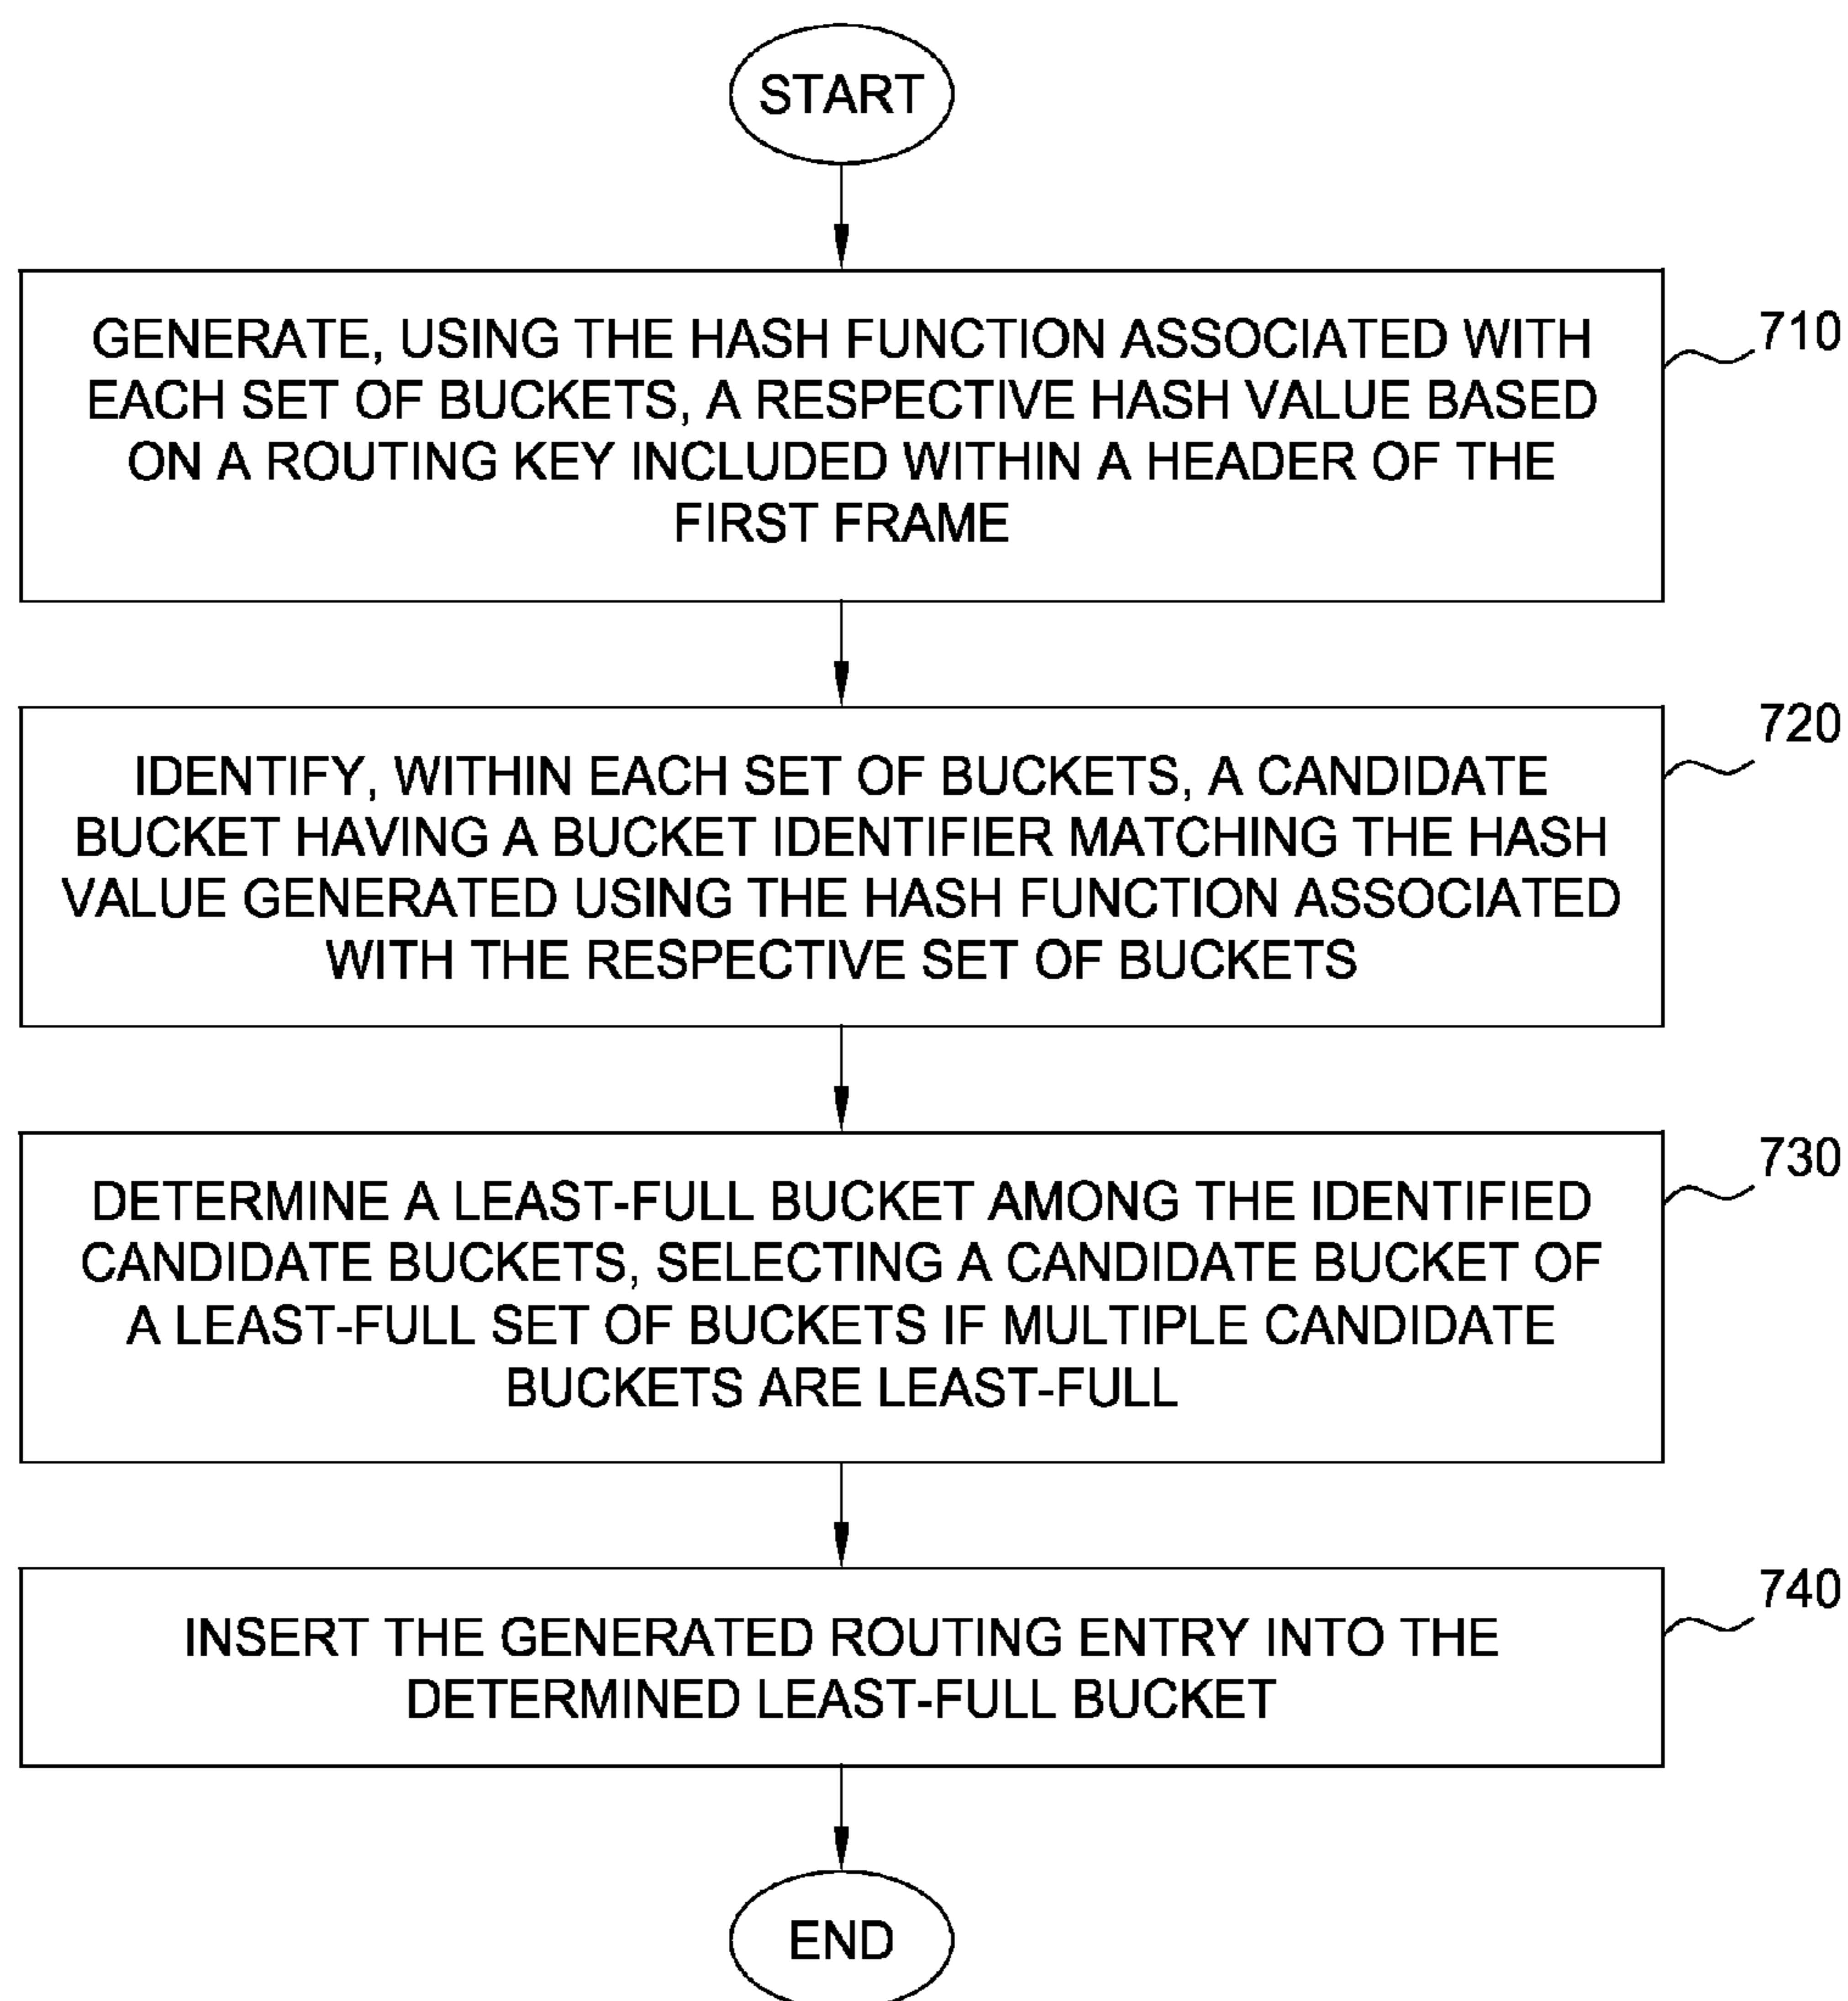 START
GENERATE, USING THE HASH FUNCTION ASSOCIATED WITH
EACH SET OF BUCKETS, A RESPECTIVE HASH VALUE BASED
ON A ROUTING KEY INCLUDED WITHIN A HEADER OF THE
FIRST FRAME
710
IDENTIFY, WITHIN EACH SET OF BUCKETS, A CANDIDATE
BUCKET HAVING A BUCKET IDENTIFIER MATCHING THE HASH
VALUE GENERATED USING THE HASH FUNCTION ASSOCIATED
WITH THE RESPECTIVE SET OF BUCKETS
720
DETERMINE A LEAST-FULL BUCKET AMONG THE IDENTIFIED
CANDIDATE BUCKETS, SELECTING A CANDIDATE BUCKET OF
A LEAST-FULL SET OF BUCKETS IF MULTIPLE CANDIDATE
BUCKETS ARE LEAST-FULL
730
INSERT THE GENERATED ROUTING ENTRY INTO THE
DETERMINED LEAST-FULL BUCKET
740
END